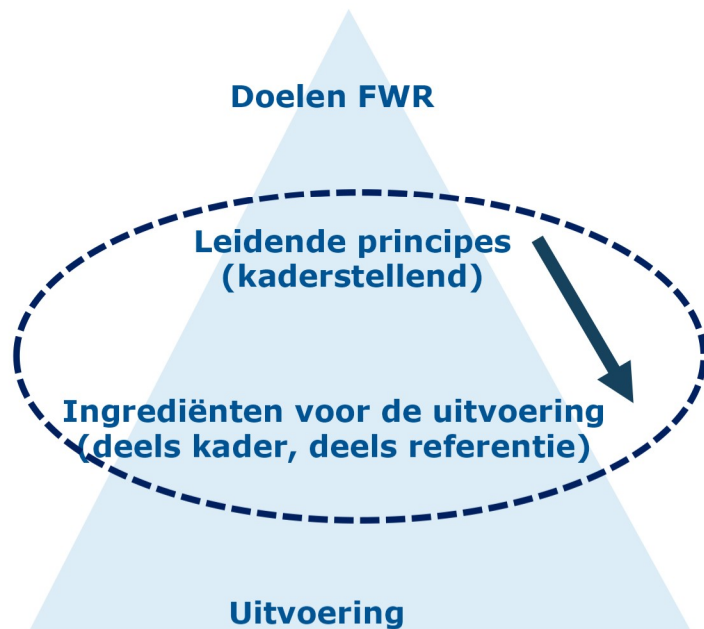 Doelen FWR
Leidende principes
(kaderstellend)
Ingrediënten voor de uitvoering
(deels kader, deels referentie)
Uitvoering